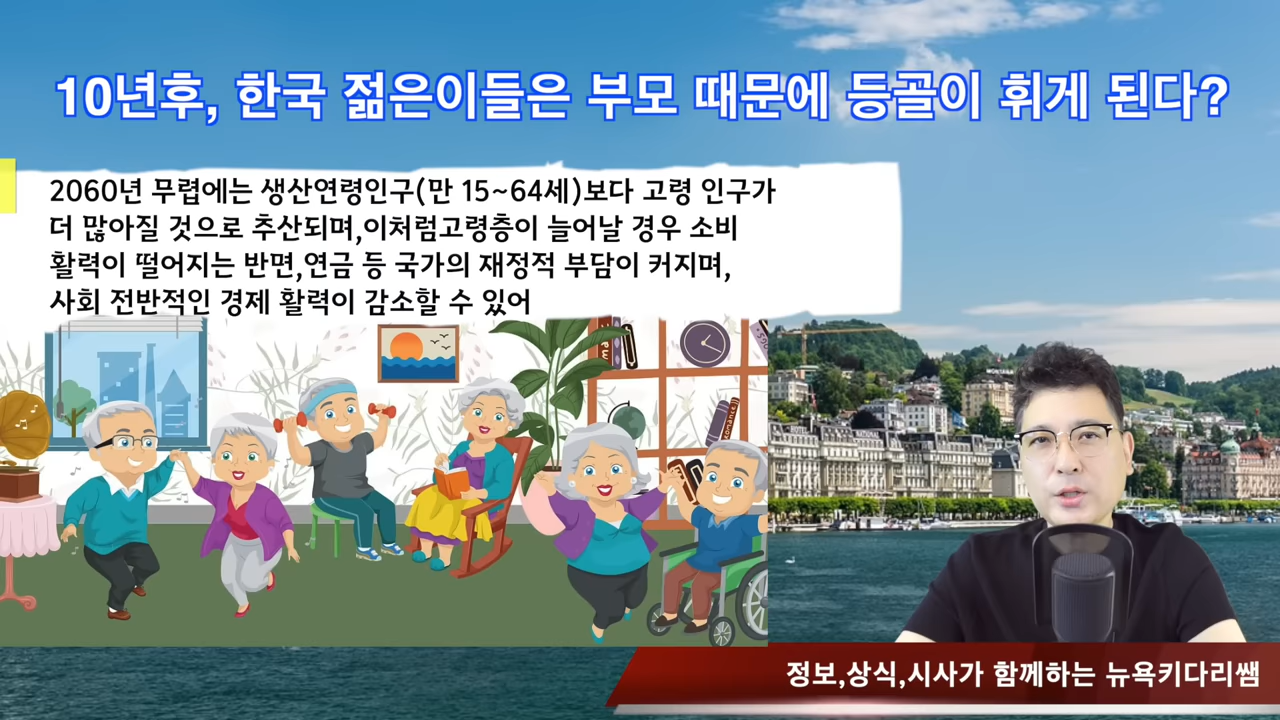 10년후, 한국 젊은이들은 부모 때문에 등골이 휘게 된다?
2060년 무렵에는 생산연령인구(만 15~64세)보다 고령 인구가
더 많아질 것으로 추산되며,이처럼고령층이 늘어날 경우 소비
활력이 떨어지는 반면,연금 등 국가의 재정적 부담이 커지며,
사회 전반적인 경제 활력이 감소할 수 있어
romance
NATIONAL
정보,상식,시사가 함께하는 뉴욕키다리쌤